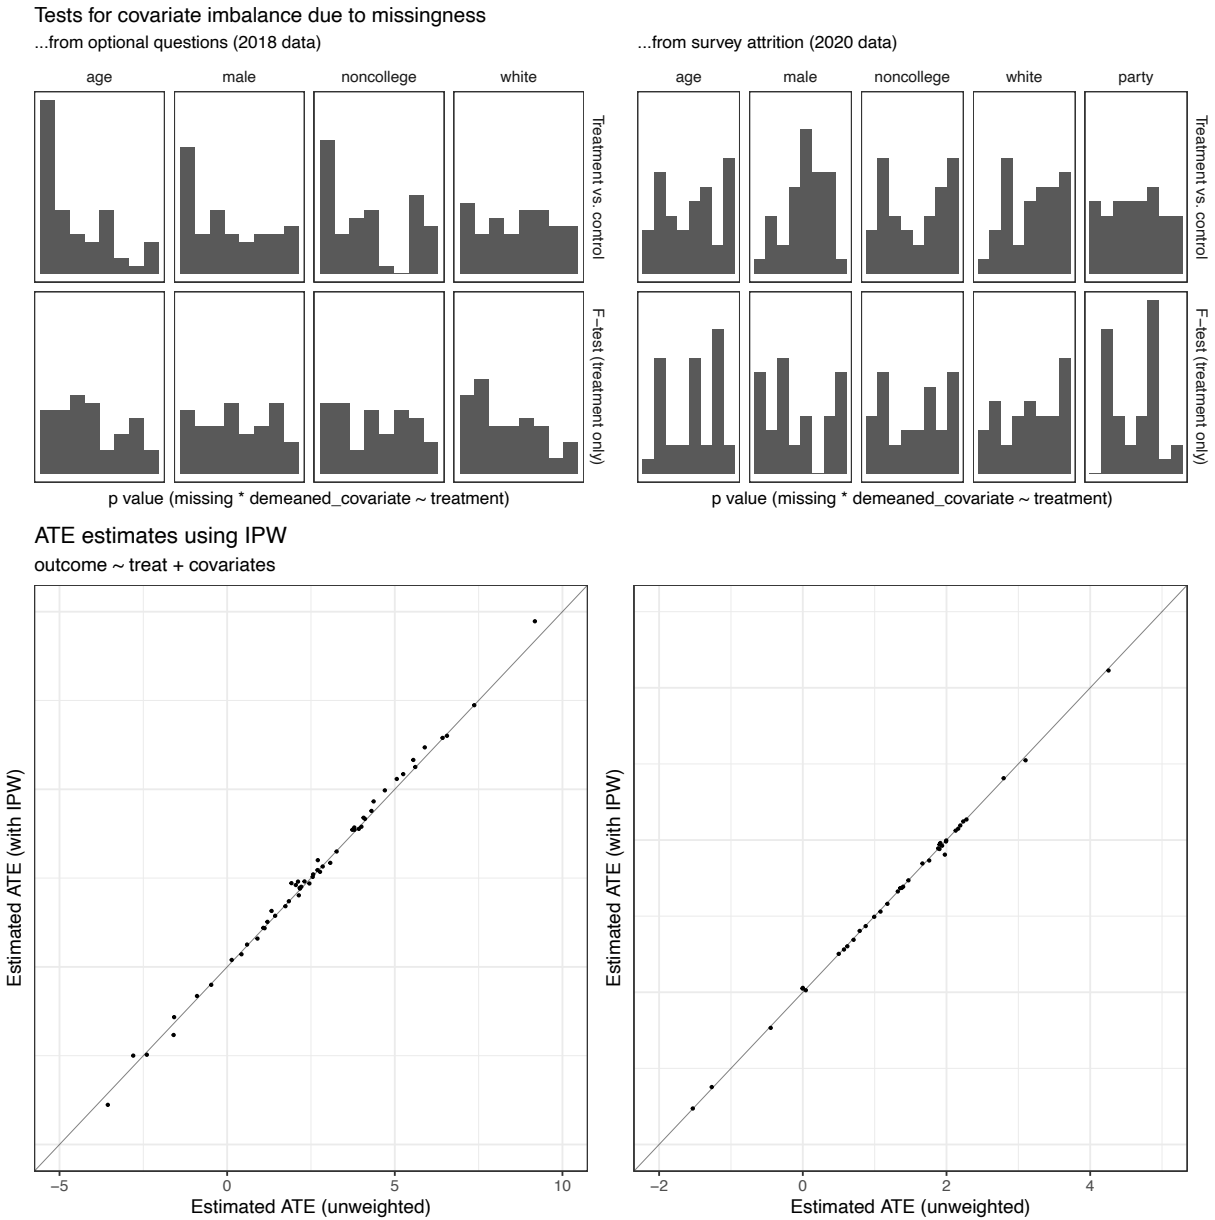 Tests for covariate imbalance due to missingness
...from optional questions (2018 data)
...from survey attrition (2020 data)
age male noncollege white
age male noncollege white party
Treatment vs. control
Treatment vs. control
F−test (treatment only)
F−test (treatment only)
p value (missing * demeaned_covariate ~ treatment)
p value (missing * demeaned_covariate ~ treatment)
ATE estimates using IPW
outcome ~ treat + covariates
Estimated ATE (with IPW)
−5 0 5 10
Estimated ATE (unweighted)
Estimated ATE (with IPW)
−2 0 2 4
Estimated ATE (unweighted)